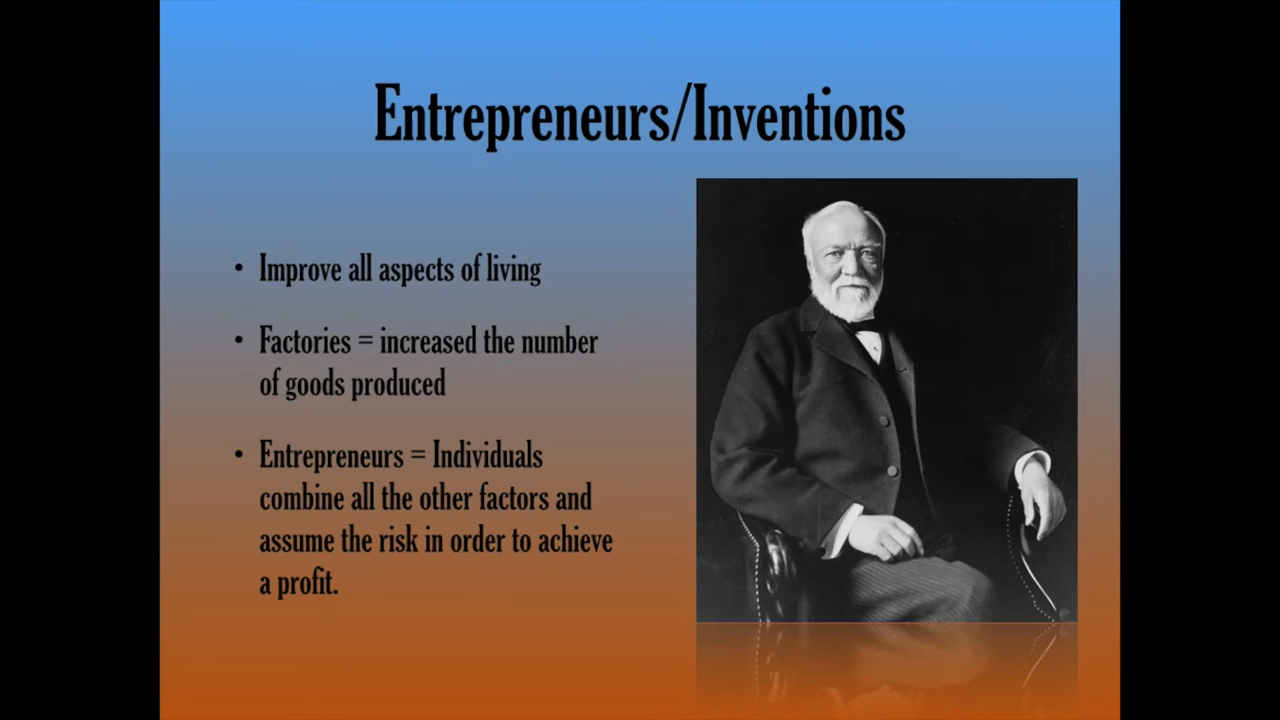 Entrepreneurs/Inventions
• Improve all aspects of living
• Factories = increased the number
of goods produced
• Entrepreneurs = Individuals
combine all the other factors and
assume the risk in order to achieve
a profit.